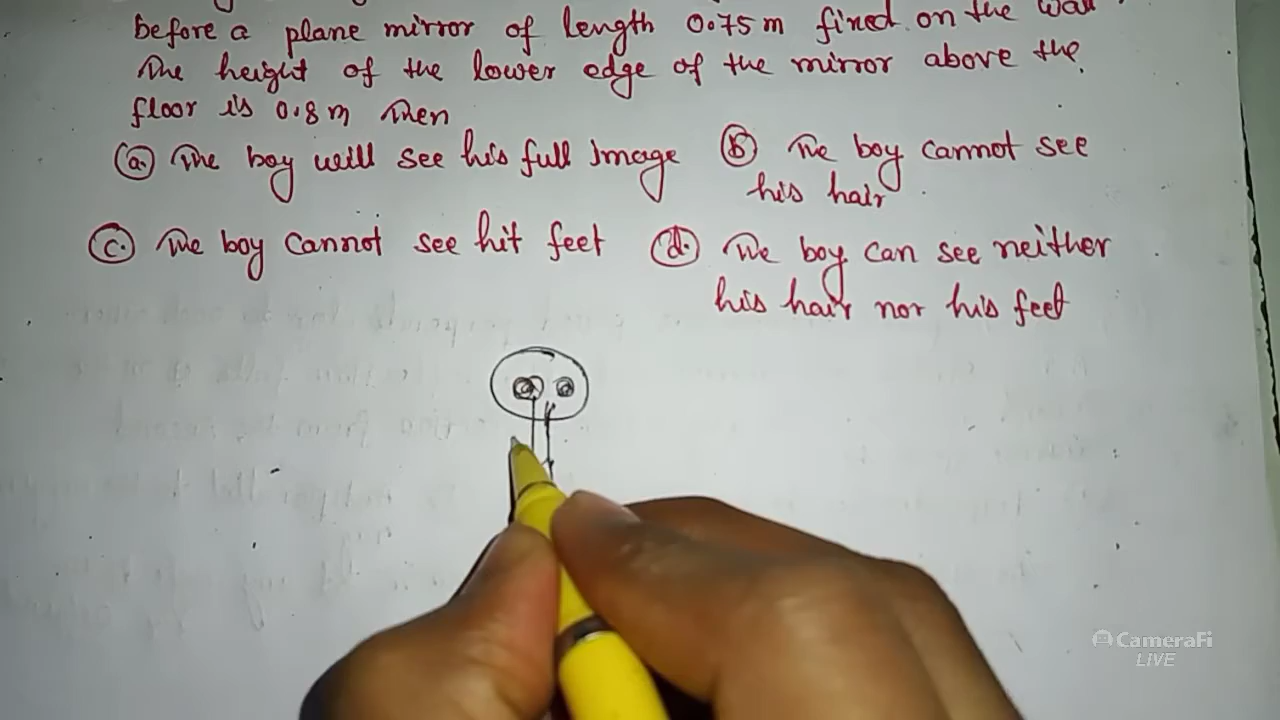 before a plane mirror of length 0.75 m fixed on the wall
The height of the lower edge of the mirror above the
floor is 0.8 m Then
(a.) The boy will see his full Image (b) The boy cannot see
his hair
(c.) The boy cannot see hit feet (d.) The boy can see neither
his hair nor his feet
CameraFi
LIVE